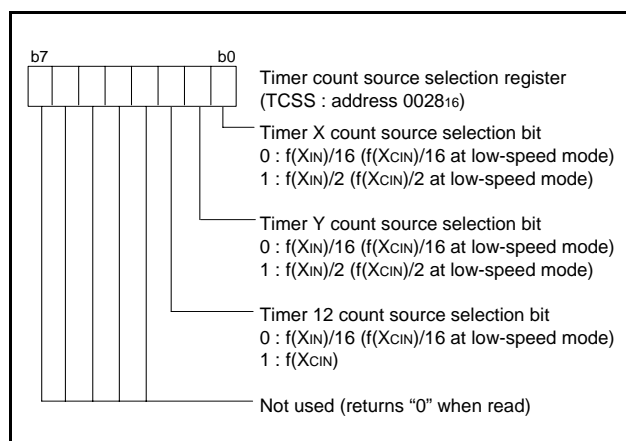 b7 b0
Timer count source selection register
(TCSS : address 002816)
Timer X count source selection bit
0 : f(XIN)/16 (f(XCIN)/16 at low-speed mode)
1 : f(XIN)/2 (f(XCIN)/2 at low-speed mode)
Timer Y count source selection bit
0 : f(XIN)/16 (f(XCIN)/16 at low-speed mode)
1 : f(XIN)/2 (f(XCIN)/2 at low-speed mode)
Timer 12 count source selection bit
0 : f(XIN)/16 (f(XCIN)/16 at low-speed mode)
1 : f(XCIN)
Not used (returns “0” when read)